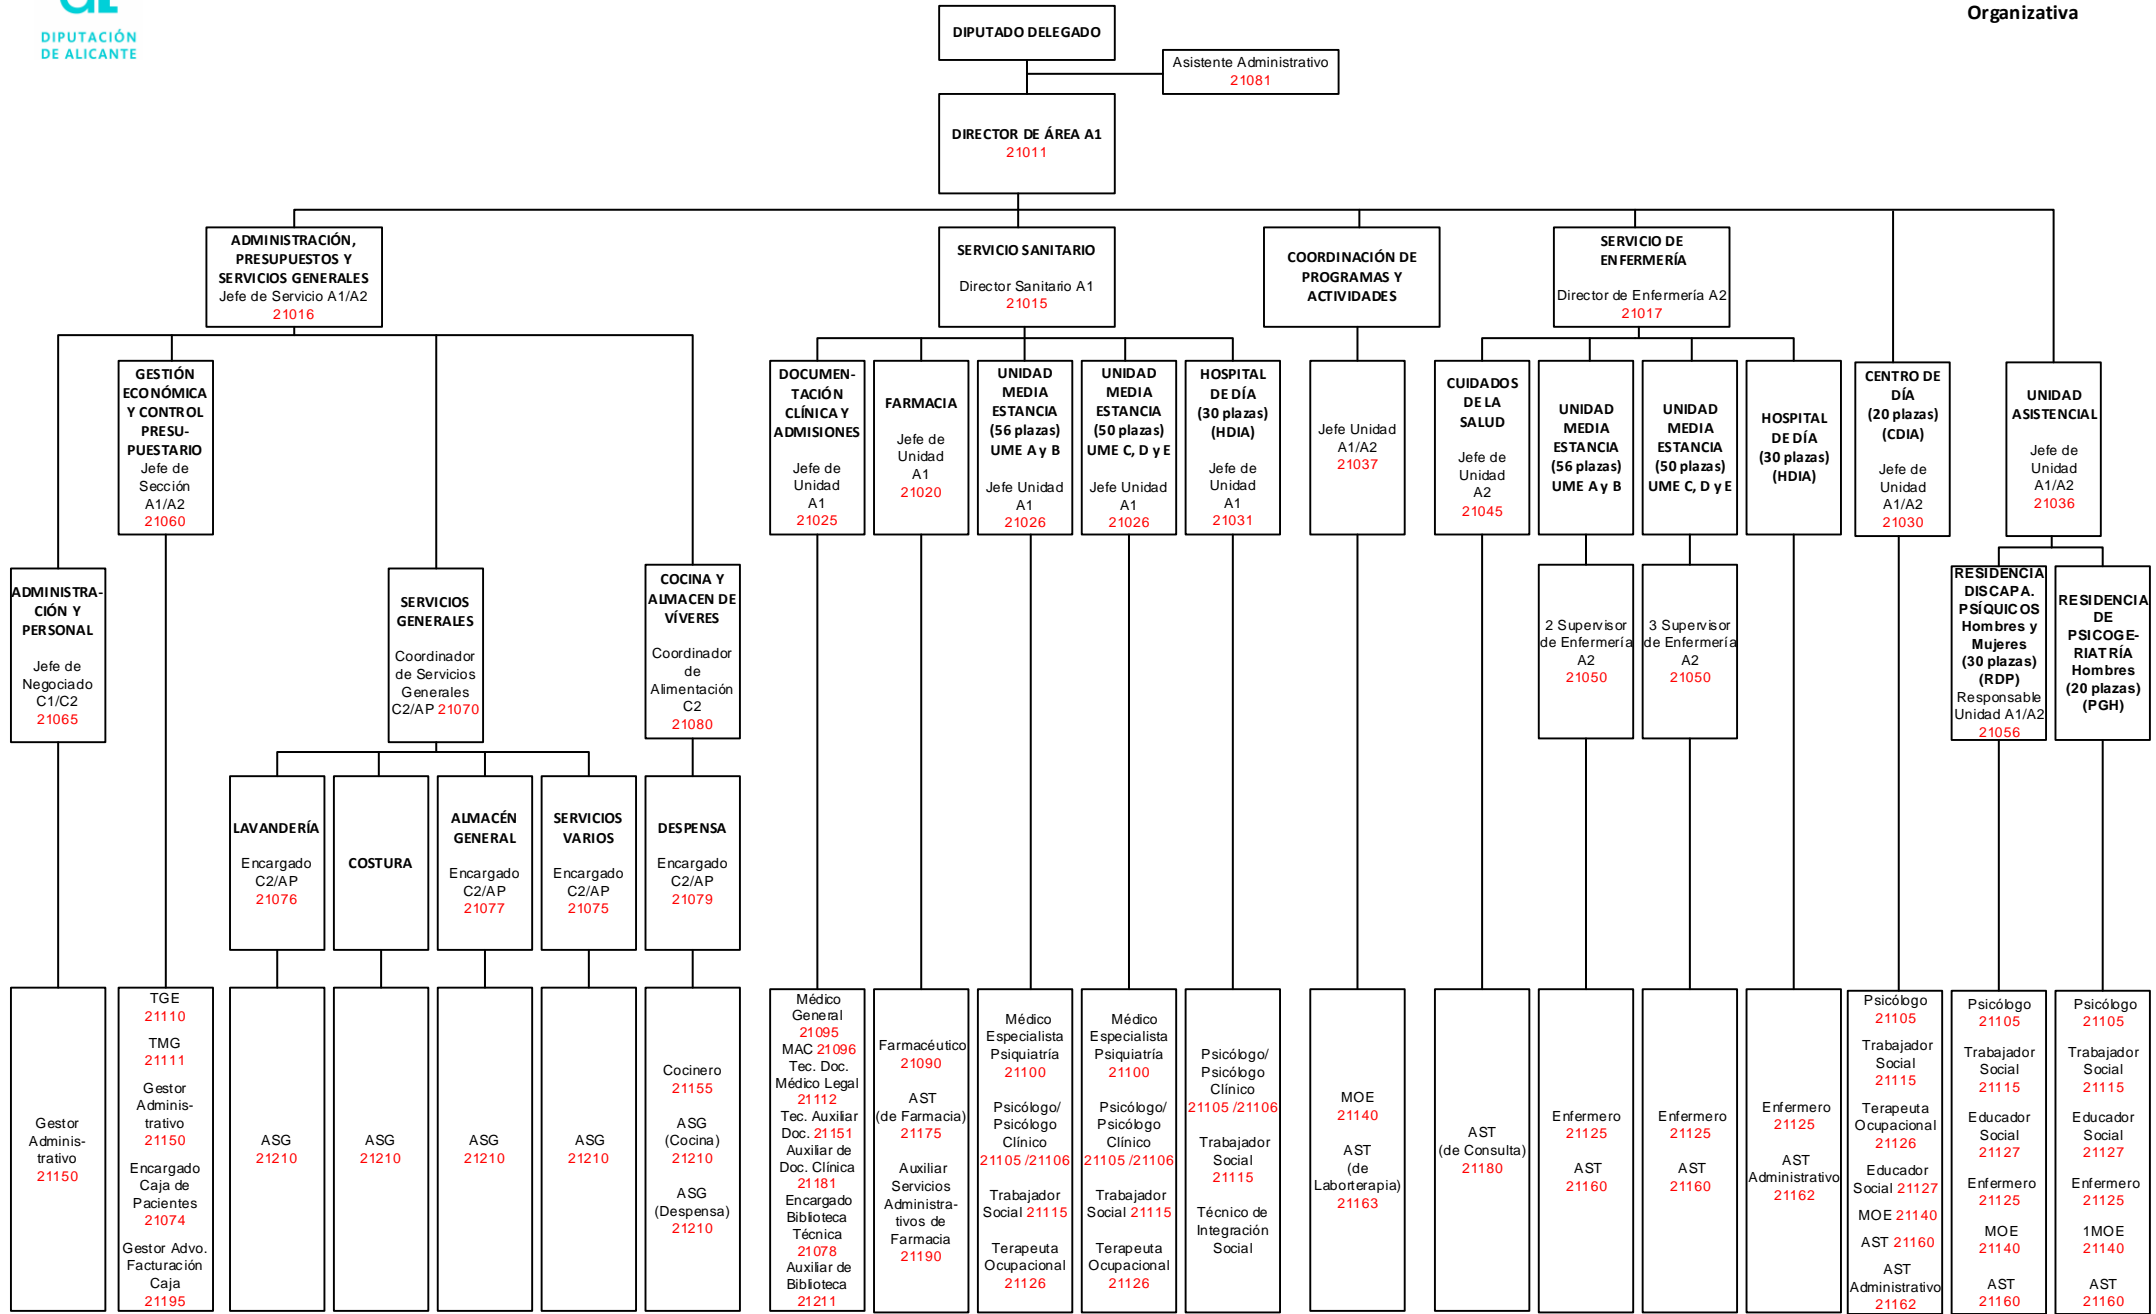 DIPUTACIÓN
DE ALICANTE
Organizativa
DIPUTADO DELEGADO
Asistente Administrativo
21081
DIRECTOR DE ÁREA A1
21011
ADMINISTRACIÓN,
PRESUPUESTOS Y
SERVICIOS GENERALES
Jefe de Servicio A1/A2
21016
SERVICIO SANITARIO
Director Sanitario A1
21015
COORDINACIÓN DE
PROGRAMAS Y
ACTIVIDADES
SERVICIO DE
ENFERMERÍA
Director de Enfermería A2
21017
GESTIÓN
ECONÓMICA
Y CONTROL
PRESU-
PUESTARIO
Jefe de
Sección
A1/A2
21060
DOCUMEN-
TACIÓN
CLÍNICA Y
ADMISIONES
Jefe de
Unidad
A1
21025
FARMACIA
Jefe de
Unidad
A1
21020
UNIDAD
MEDIA
ESTANCIA
(56 plazas)
UME A y B
Jefe Unidad
A1
21026
UNIDAD
MEDIA
ESTANCIA
(50 plazas)
UME C, D y E
Jefe Unidad
A1
21026
HOSPITAL
DE DÍA
(30 plazas)
(HDIA)
Jefe de
Unidad
A1
21031
Jefe Unidad
A1/A2
21037
CUIDADOS
DE LA
SALUD
Jefe de
Unidad
A2
21045
UNIDAD
MEDIA
ESTANCIA
(56 plazas)
UME A y B
UNIDAD
MEDIA
ESTANCIA
(50 plazas)
UME C, D y E
HOSPITAL
DE DÍA
(30 plazas)
(HDIA)
CENTRO DE
DÍA
(20 plazas)
(CDIA)
Jefe de
Unidad
A1/A2
21030
UNIDAD
ASISTENCIAL
Jefe de
Unidad
A1/A2
21036
ADMINISTRA-
CIÓN Y
PERSONAL
Jefe de
Negociado
C1/C2
21065
SERVICIOS
GENERALES
Coordinador
de Servicios
Generales
C2/AP 21070
COCINA Y
ALMACEN DE
VÍVERES
Coordinador
de
Alimentación
C2
21080
2 Supervisor
de Enfermería
A2
21050
3 Supervisor
de Enfermería
A2
21050
RESIDENCIA
DISCAPA.
PSÍQUICOS
Hombres y
Mujeres
(30 plazas)
(RDP)
Responsable
Unidad A1/A2
21056
RESIDENCIA
DE
PSICOGE-
RIATRÍA
Hombres
(20 plazas)
(PGH)
LAVANDERÍA
Encargado
C2/AP
21076
COSTURA
ALMACÉN
GENERAL
Encargado
C2/AP
21077
SERVICIOS
VARIOS
Encargado
C2/AP
21075
DESPENSA
Encargado
C2/AP
21079
Gestor
Adminis-
trativo
21150
TGE
21110
TMG
21111
Gestor
Adminis-
trativo
21150
Encargado
Caja de
Pacientes
21074
Gestor Advo.
Facturación
Caja
21195
ASG
21210
ASG
21210
ASG
21210
ASG
21210
Cocinero
21155
ASG
(Cocina)
21210
ASG
(Despensa)
21210
Médico
General
21095
MAC 21096
Tec. Doc.
Médico Legal
21112
Tec. Auxiliar
Doc. 21151
Auxiliar de
Doc. Clínica
21181
Encargado
Biblioteca
Técnica
21078
Auxiliar de
Biblioteca
21211
Farmacéutico
21090
AST
(de Farmacia)
21175
Auxiliar
Servicios
Administra-
tivos de
Farmacia
21190
Médico
Especialista
Psiquiatría
21100
Psicólogo/
Psicólogo
Clínico
21105 /21106
Trabajador
Social 21115
Terapeuta
Ocupacional
21126
Médico
Especialista
Psiquiatría
21100
Psicólogo/
Psicólogo
Clínico
21105 /21106
Trabajador
Social 21115
Terapeuta
Ocupacional
21126
Psicólogo/
Psicólogo
Clínico
21105 /21106
Trabajador
Social
21115
Técnico de
Integración
Social
MOE
21140
AST
(de
Laborterapia)
21163
AST
(de Consulta)
21180
Enfermero
21125
AST
21160
Enfermero
21125
AST
21160
Enfermero
21125
AST
Administrativo
21162
Psicólogo
21105
Trabajador
Social
21115
Terapeuta
Ocupacional
21126
Educador
Social 21127
MOE 21140
AST 21160
AST
Administrativo
21162
Psicólogo
21105
Trabajador
Social
21115
Educador
Social
21127
Enfermero
21125
MOE
21140
AST
21160
Psicólogo
21105
Trabajador
Social
21115
Educador
Social
21127
Enfermero
21125
1MOE
21140
AST
21160